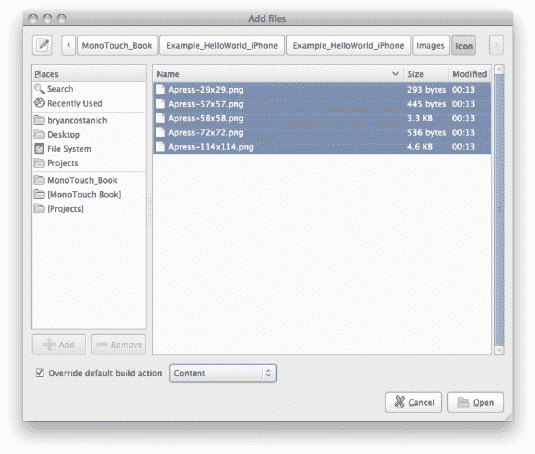 Add files
MonoTouch_Book Example_HelloWorld_iPhone Example_HelloWorld_iPhone Images Icon
Places
Search
Recently Used
bryancostanich
Desktop
File System
Projects
MonoTouch_Book
[MonoTouch Book]
[Projects]
Name Size Modified
Apress-29x29.png 293 bytes 00:13
Apress-57x57.png 445 bytes 00:13
Apress-58x58.png 3.3 KB 00:13
Apress-72x72.png 536 bytes 00:13
Apress-114x114.png 4.6 KB 00:13
Add Remove
Override default build action Content
Cancel Open